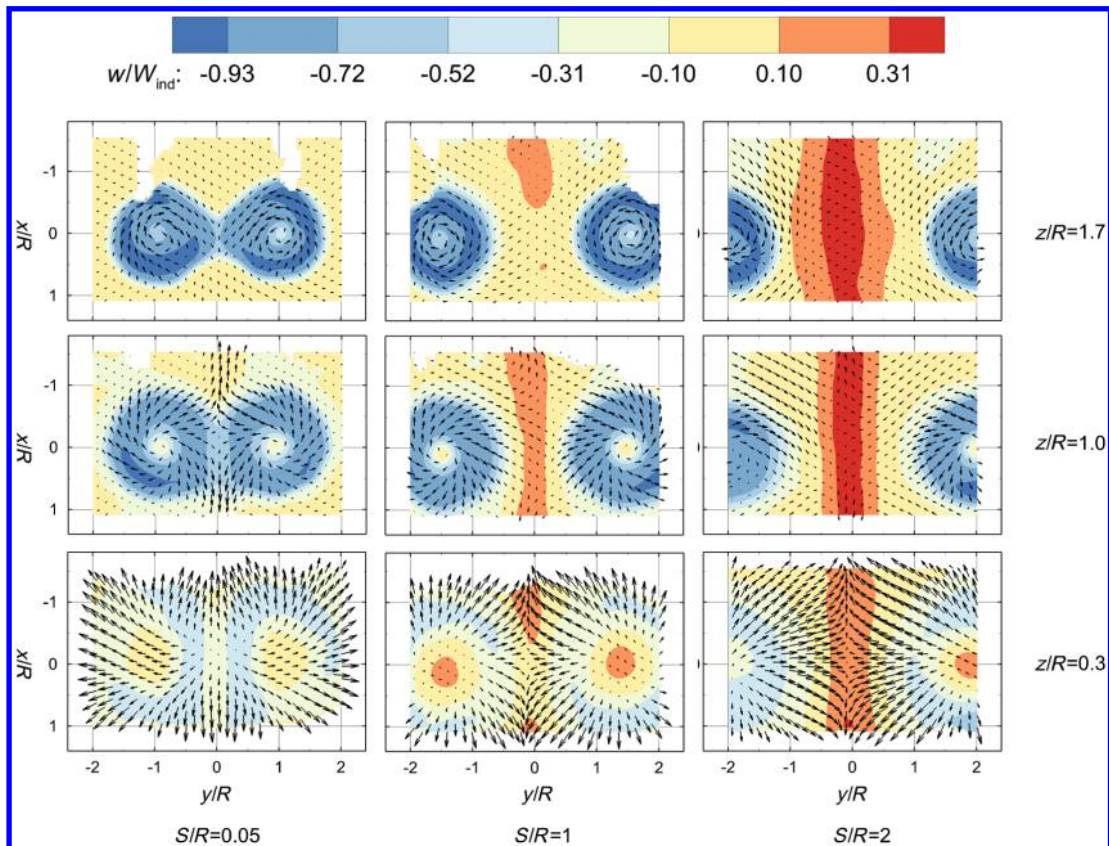 w/W_ind: -0.93 -0.72 -0.52 -0.31 -0.10 0.10 0.31
x/R -1 0 1 z/R=1.7
x/R -1 0 1 z/R=1.0
x/R -1 0 1 z/R=0.3
-2 -1 0 1 2 -2 -1 0 1 2 -2 -1 0 1 2
y/R y/R y/R
S/R=0.05 S/R=1 S/R=2